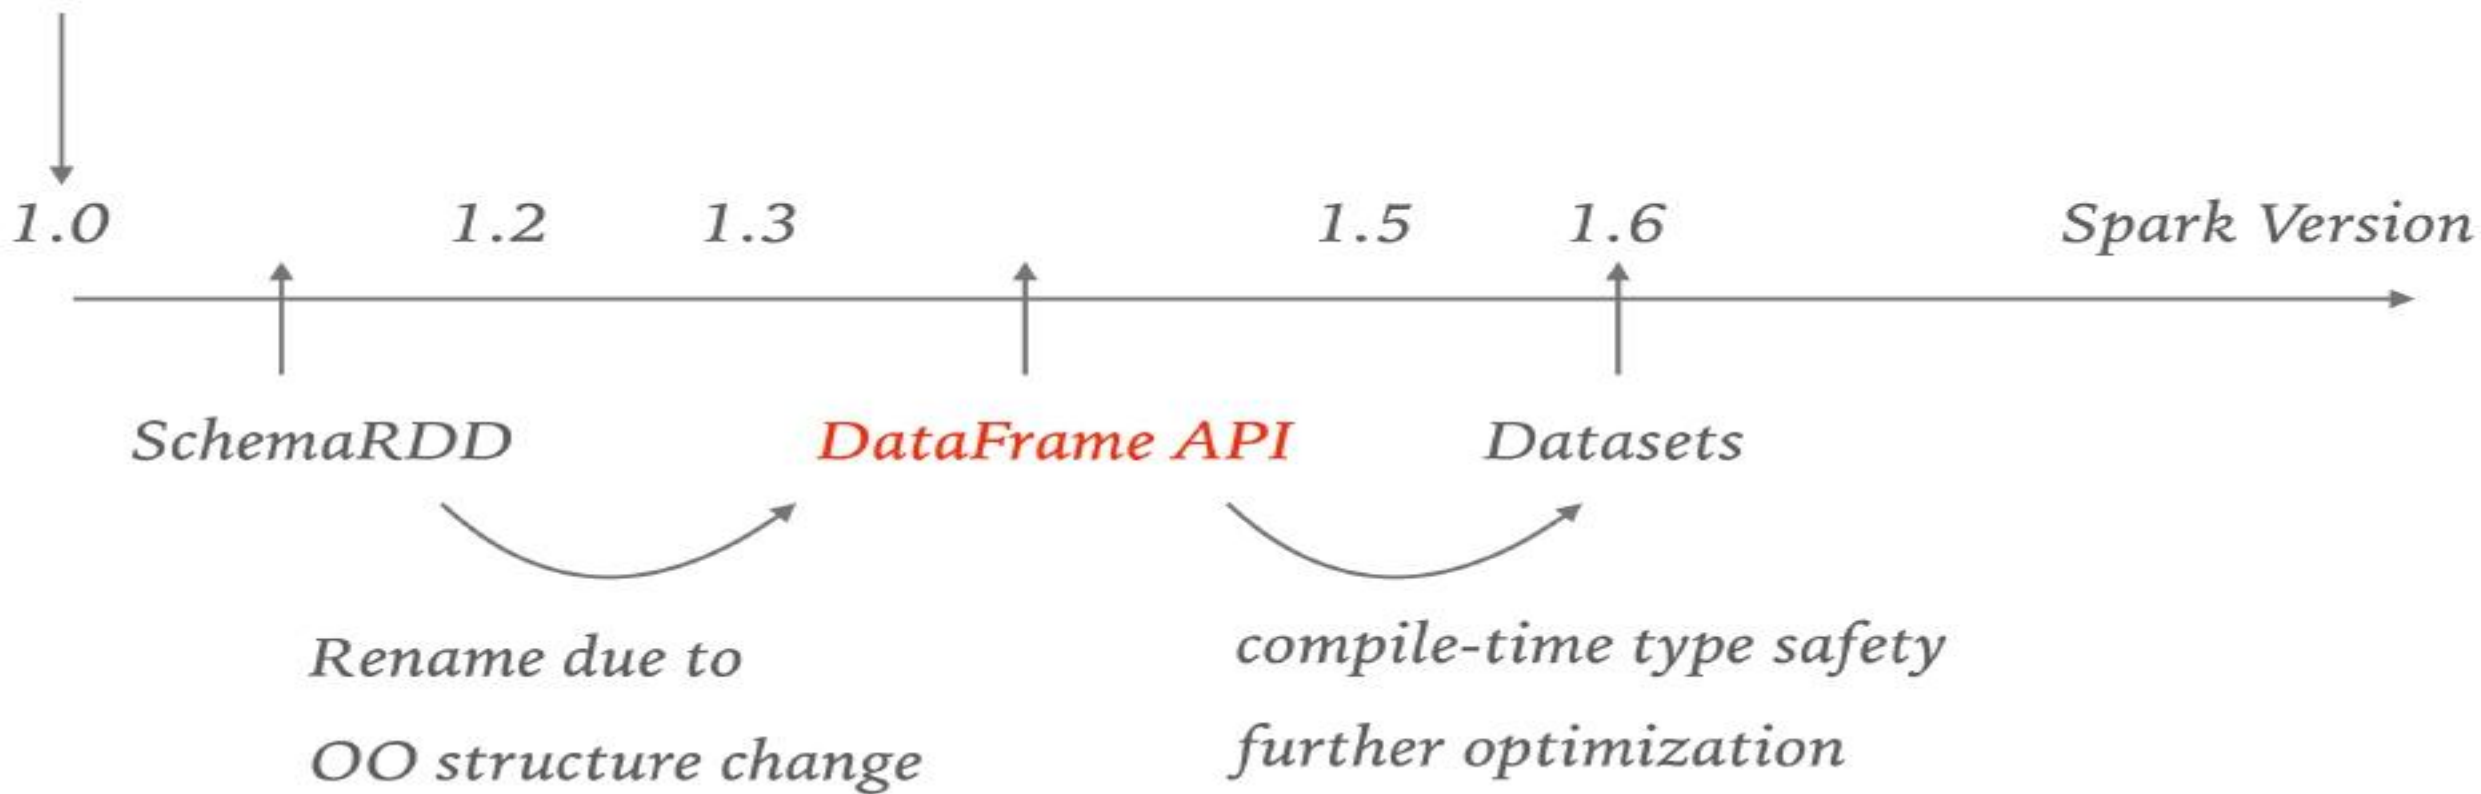 1.0 1.2 1.3 1.5 1.6 Spark Version
SchemaRDD DataFrame API Datasets
Rename due to
OO structure change
compile-time type safety
further optimization